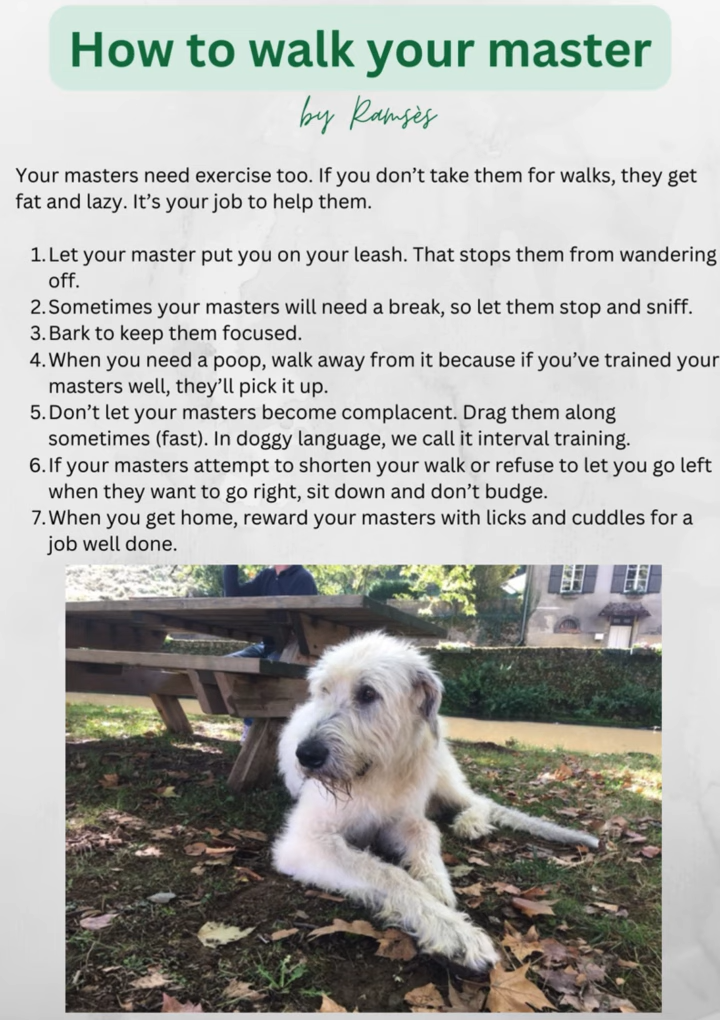 How to walk your master
by Ramsès
Your masters need exercise too. If you don’t take them for walks, they get
fat and lazy. It’s your job to help them.
1. Let your master put you on your leash. That stops them from wandering
off.
2. Sometimes your masters will need a break, so let them stop and sniff.
3. Bark to keep them focused.
4. When you need a poop, walk away from it because if you’ve trained your
masters well, they’ll pick it up.
5. Don’t let your masters become complacent. Drag them along
sometimes (fast). In doggy language, we call it interval training.
6. If your masters attempt to shorten your walk or refuse to let you go left
when they want to go right, sit down and don’t budge.
7. When you get home, reward your masters with licks and cuddles for a
job well done.